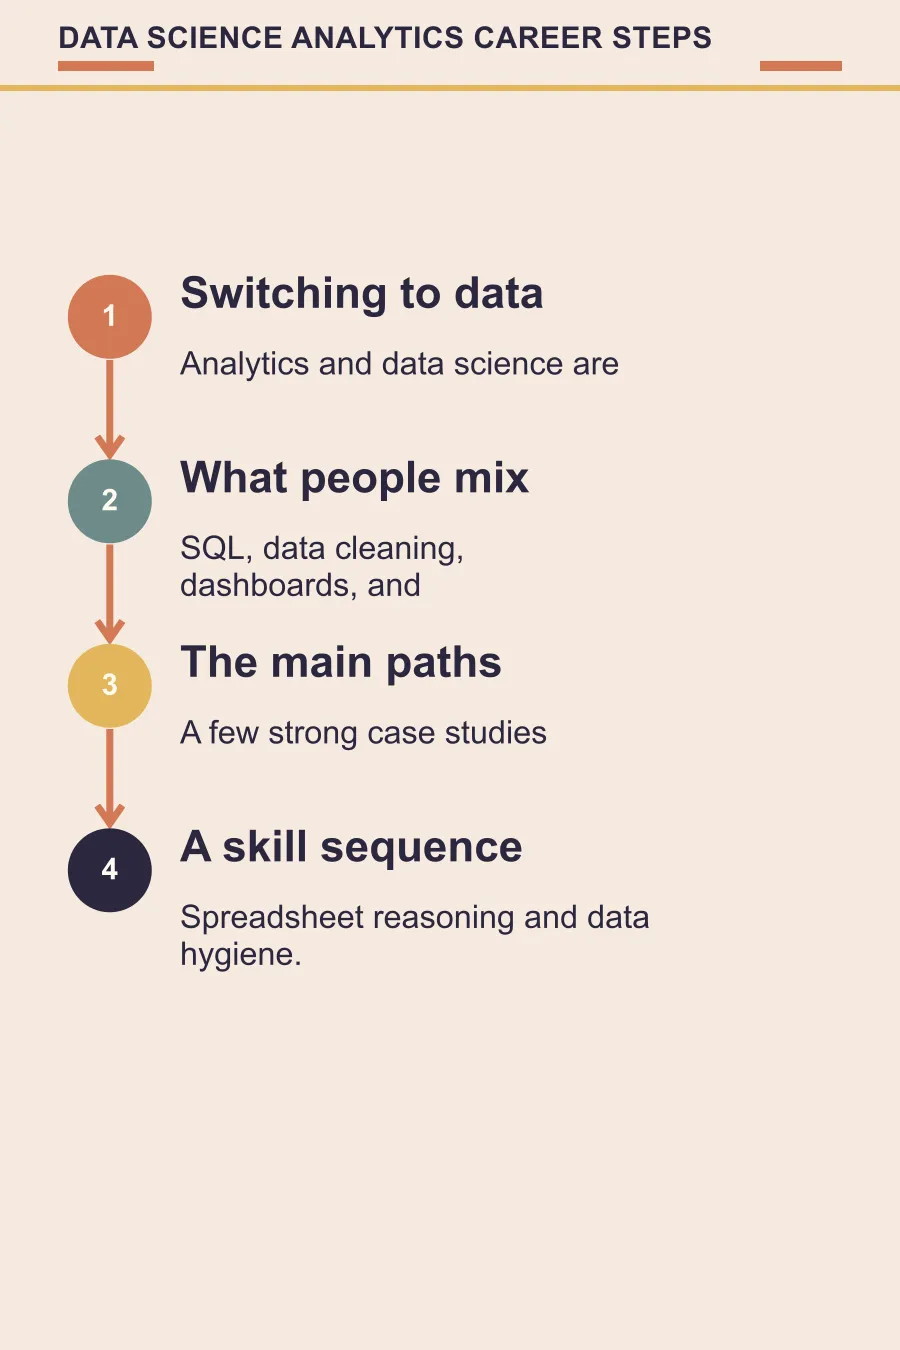 DATA SCIENCE ANALYTICS CAREER STEPS
1
Switching to data
Analytics and data science are
2
What people mix
SQL, data cleaning,
dashboards, and
3
The main paths
A few strong case studies
4
A skill sequence
Spreadsheet reasoning and data
hygiene.